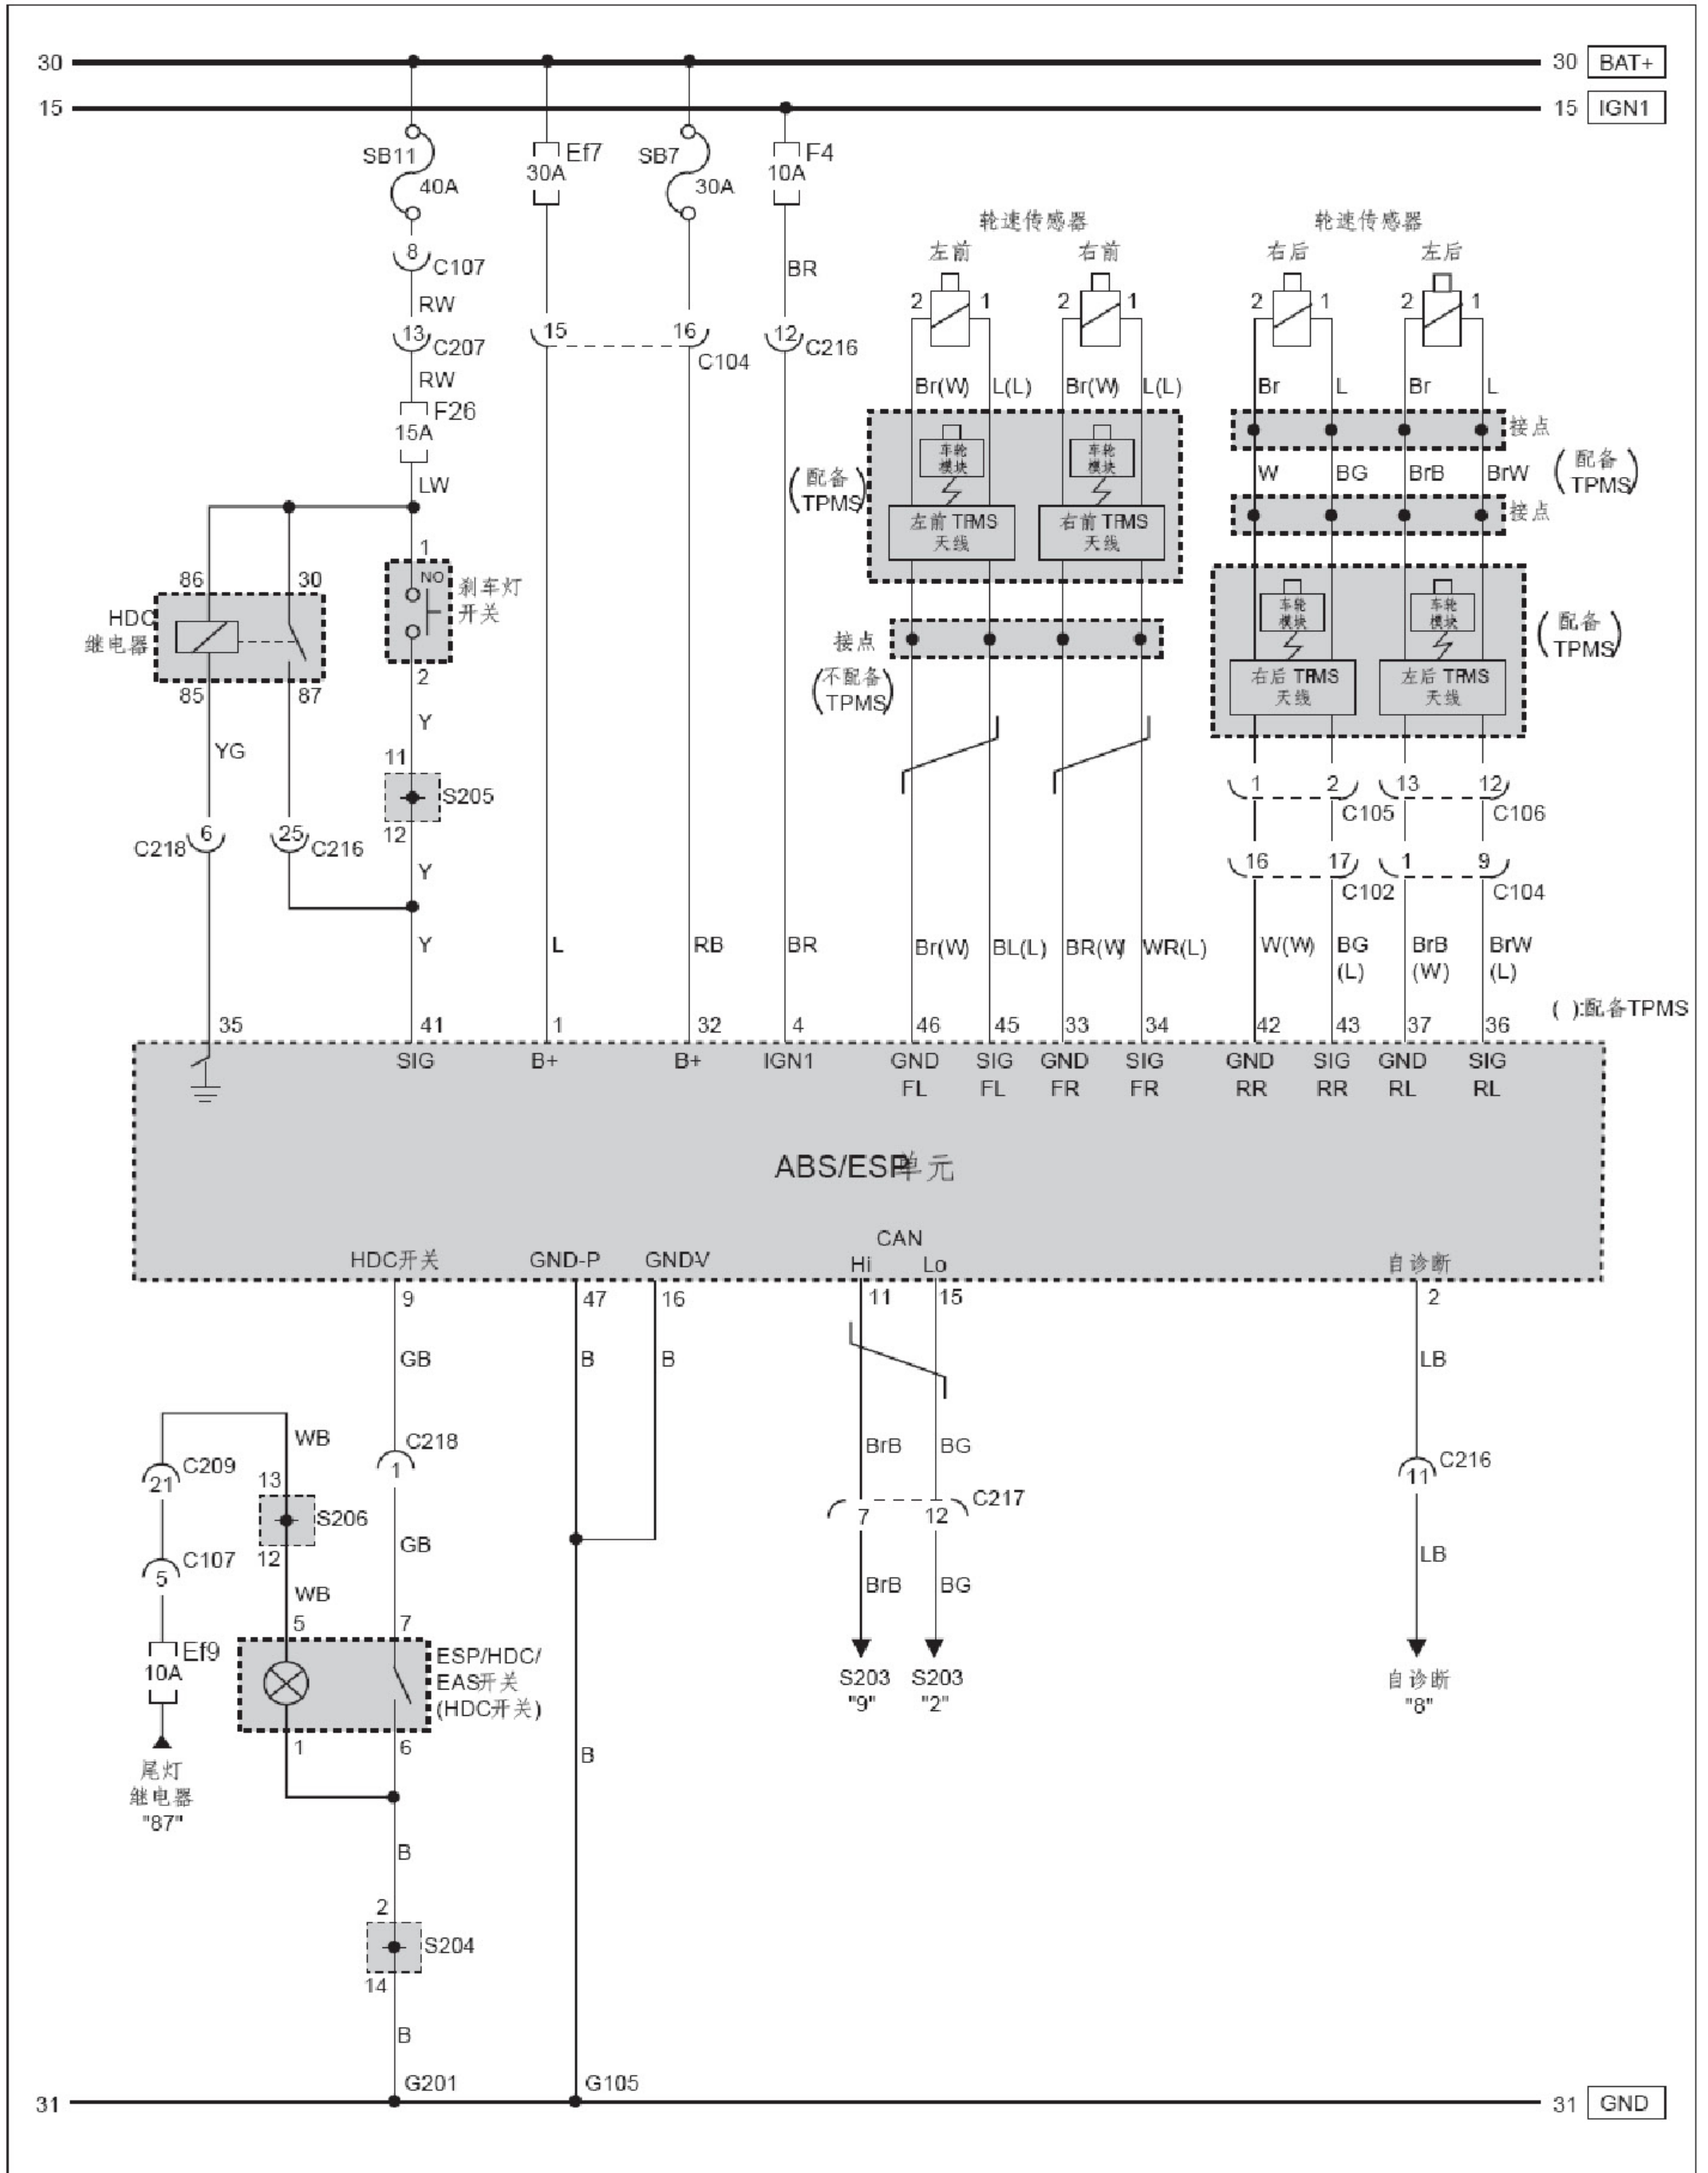 30
30 BAT+
15
15 IGN1
SB11
40A
Ef7
30A
SB7
30A
F4
10A
轮速传感器
轮速传感器
左前
右前
右后
左后
8
C107
BR
2 1
2 1
2 1
2 1
RW
13
C207
15
16
C104
12
C216
RW
F26
15A
LW
Br(W) L(L) Br(W) L(L)
Br L Br L
接点
车轮
模块
车轮
模块
(配备
TPMS)
W BG BrB BrW
(配备
TPMS)
接点
左前 TPMS
天线
右前 TPMS
天线
1
NO
刹车灯
开关
2
86 30
HDC
继电器
85 87
车轮
模块
车轮
模块
(配备
TPMS)
接点
(不配备
TPMS)
右后 TPMS
天线
左后 TPMS
天线
Y
YG
11
S205
12
1 2
C105
13 12
C106
C218
6
25
C216
Y
16 17
C102
1 9
C104
Y
L
RB
BR
Br(W) BL(L) BR(W) WR(L)
W(W) BG
(L)
BrB
(W)
BrW
(L)
( ):配备TPMS
35 41 1 32 4 46 45 33 34 42 43 37 36
SIG B+ B+ IGN1 GND SIG GND SIG GND SIG GND SIG
FL FL FR FR RR RR RL RL
ABS/ESP单元
CAN
HDC开关 GND-P GND-V Hi Lo 自诊断
9 47 16 11 15 2
GB B B LB
WB
C218
1
BrB BG
C216
11
C209
21
13
S206
12
C217
7 12
C107
5
GB
LB
WB
BrB BG
5 7
Ef9
10A
ESP/HDC/
EAS开关
(HDC开关)
S203
"9"
S203
"2"
自诊断
"8"
1 6
B
尾灯
继电器
"87"
B
2
S204
14
B
G201
G105
31
31 GND